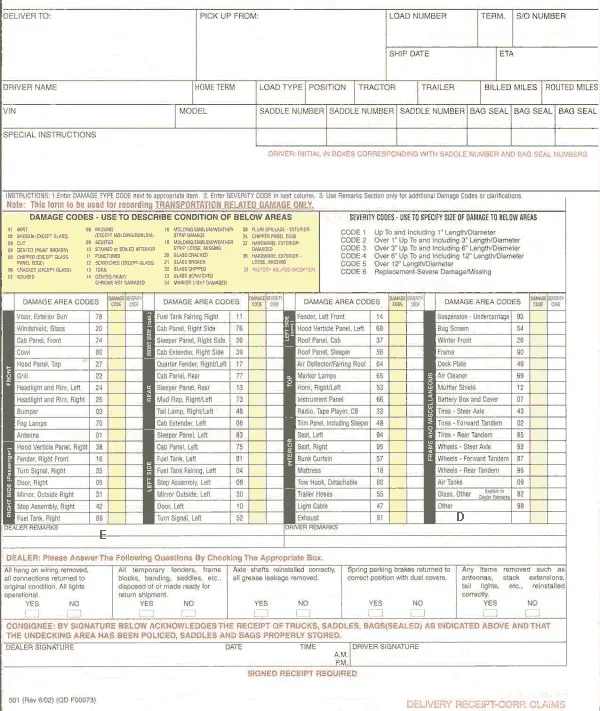 DELIVER TO: PICK UP FROM: LOAD NUMBER TERM. S/O NUMBER
SHIP DATE ETA
DRIVER NAME HOME TERM LOAD TYPE POSITION TRACTOR TRAILER BILLED MILES ROUTED MILES
VIN MODEL SADDLE NUMBER SADDLE NUMBER SADDLE NUMBER BAG SEAL BAG SEAL BAG SEAL
SPECIAL INSTRUCTIONS
DRIVER: INITIAL IN BOXES CORRESPONDING WITH SADDLE NUMBER AND BAG SEAL NUMBERS
INSTRUCTIONS: 1 Enter DAMAGE TYPE CODE next to appropriate item. 2. Enter SEVERITY CODE in next column. 3. Use Remarks Section only for additional Damage Codes or clarifications.
Note: This form to be used for recording TRANSPORTATION RELATED DAMAGE ONLY.
DAMAGE CODES - USE TO DESCRIBE CONDITION OF BELOW AREAS
01 BENT
02 BROKEN (EXCEPT GLASS)
03 CUT
04 DENTED (PAINT BROKEN)
05 CHIPPED (EXCEPT GLASS
PANEL EDGE)
06 CRACKED (EXCEPT GLASS)
07 GOUGED
08 MISSING
(EXCEPT MOLDING/EMBLEM)
09 SCUFFED
10 STAINED OR SOILED INTERIOR
11 PUNCTURED
12 SCRATCHED (EXCEPT GLASS)
13 TORN
14 DENTED-PAINT/
CHROME NOT DAMAGED
18 MOLDING/EMBLEM/WEATHER
STRIP DAMAGE
19 MOLDING/EMBLEM/WEATHER
STRIP LOOSE, MISSING
20 GLASS CRACKED
21 GLASS BROKEN
22 GLASS CHIPPED
23 GLASS SCRATCHED
24 MARKER LIGHT DAMAGED
30 FLUID SPILLAGE - EXTERIOR
34 CHIPPED PANEL EDGE
37 HARDWARE, EXTERIOR -
DAMAGED
38 HARDWARE, EXTERIOR -
LOOSE, MISSING
SEVERITY CODES - USE TO SPECIFY SIZE OF DAMAGE TO BELOW AREAS
CODE 1 Up To and Including 1" Length/Diameter
CODE 2 Over 1" Up To and Including 3" Length/Diameter
CODE 3 Over 3" Up To and Including 6" Length/Diameter
CODE 4 Over 6" Up To and Including 12" Length/Diameter
CODE 5 Over 12" Length/Diameter
CODE 6 Replacement-Severe Damage/Missing
DAMAGE AREA CODES DAMAGE CODE SEVERITY CODE
FRONT
Visor, Exterior Sun 78
Windshield, Glass 20
Cab Panel, Front 74
Cowl 80
Hood Panel, Top 27
Grill 22
Headlight and Rim, Left 24
Headlight and Rim, Right 25
Bumper 03
Fog Lamps 70
Antenna 01
RIGHT SIDE (Passenger)
Hood Vertical Panel, Right 38
Fender, Right Front 16
Turn Signal, Right 35
Door, Right 05
Mirror, Outside Right 31
Step Assembly, Right 42
Fuel Tank, Right 89
DAMAGE AREA CODES DAMAGE CODE SEVERITY CODE
RIGHT SIDE (cont.)
Fuel Tank Fairing Right 11
Cab Panel, Right Side 76
Sleeper Panel, Right Side 36
Cab Extender, Right Side 39
REAR
Quarter Fender, Right/Left 17
Cab Panel, Rear 77
Sleeper Panel, Rear 13
Mud Flap, Right/Left 73
Tail Lamp, Right/Left 46
LEFT SIDE
Cab Extender, Left 06
Sleeper Panel, Left 83
Cab Panel, Left 75
Fuel Tank, Left 81
Fuel Tank Fairing, Left 04
Step Assembly, Left 08
Mirror Outside, Left 30
Door, Left 10
Turn Signal, Left 52
DAMAGE AREA CODES DAMAGE CODE SEVERITY CODE
LEFT SIDE (cont.)
Fender, Left Front 14
Hood Vertical Panel, Left 68
TOP
Roof Panel, Cab 37
Roof Panel, Sleeper 56
Air Deflector/Fairing Roof 64
Marker Lamps 66
Horn, Right/Left 53
INTERIOR
Instrument Panel 66
Radio, Tape Player, CB 33
Trim Panel, Including Sleeper 48
Seat, Left 94
Seat, Right 95
Bunk Curtain 57
Mattress 18
Tow Hook, Detachable 60
Trailer Hoses 55
Light Cable 47
Exhaust 91
DAMAGE AREA CODES DAMAGE CODE SEVERITY CODE
FRAME AND MISCELLANEOUS
Suspension - Undercarriage 93
Bug Screen 54
Winter Front 26
Frame 90
Deck Plate 49
Air Cleaner 69
Muffler Shield 12
Battery Box and Cover 07
Tires - Steer Axle 43
Tires - Forward Tandem 02
Tires - Rear Tandem 85
Wheels - Steer Axle 92
Wheels - Forward Tandem 87
Wheels - Rear Tandem 96
Air Tanks 09
Glass, Other Explain in Dealer Remarks 82
Other 99
D
DEALER REMARKS DRIVER REMARKS
E
DEALER: Please Answer The Following Questions By Checking The Appropriate Box.
All hang on wiring removed,
all connections returned to
original condition. All lights
operational.
YES NO
All temporary fenders, frame
blocks, banding, saddles, etc.,
disposed of or made ready for
return shipment.
YES NO
Axle shafts reinstalled correctly,
all grease leakage removed.
YES NO
Spring parking brakes returned to
correct position with dust covers.
YES NO
Any items removed such as
antennas, stack extensions,
tail lights, etc., reinstalled
correctly.
YES NO
CONSIGNEE: BY SIGNATURE BELOW ACKNOWLEDGES THE RECEIPT OF TRUCKS, SADDLES, BAGS(SEALED) AS INDICATED ABOVE AND THAT
THE UNDECKING AREA HAS BEEN POLICED, SADDLES AND BAGS PROPERLY STORED.
DEALER SIGNATURE DATE TIME DRIVER SIGNATURE
A.M.
P.M.
SIGNED RECEIPT REQUIRED
501 (Rev 6/02) (QD F00073)
DELIVERY RECEIPT-CORP. CLAIMS